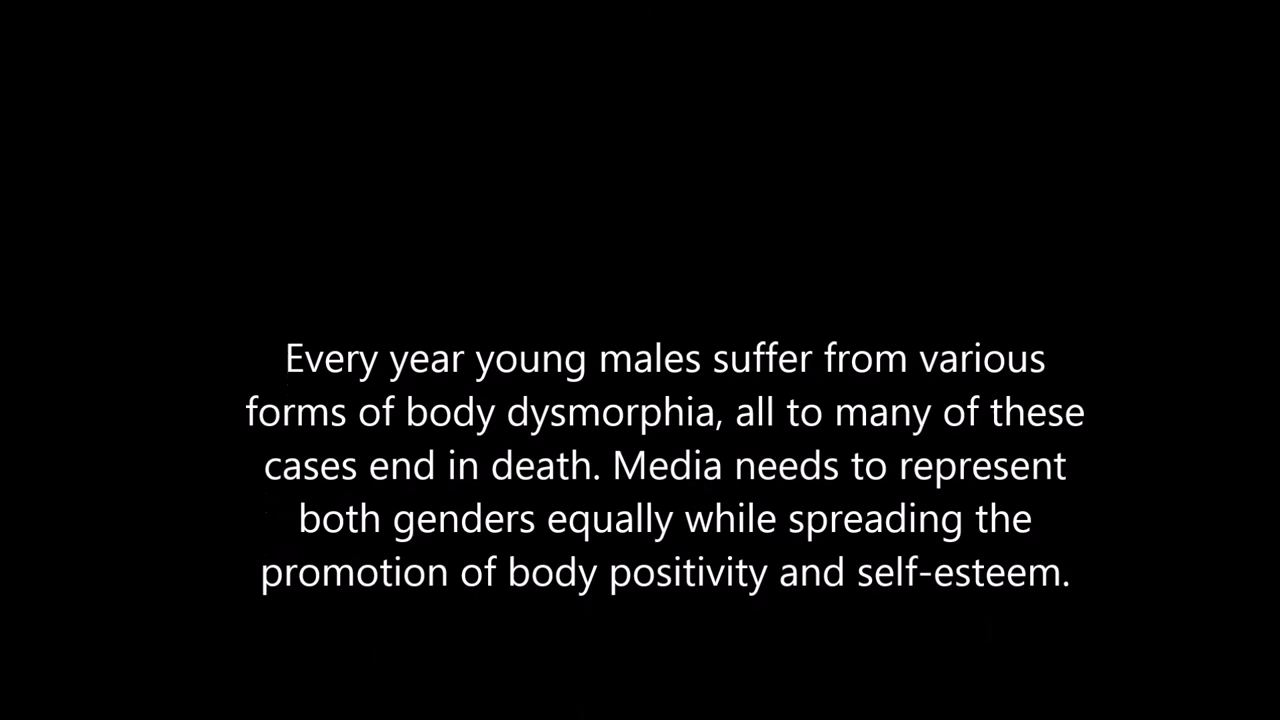 Every year young males suffer from various
forms of body dysmorphia, all to many of these
cases end in death. Media needs to represent
both genders equally while spreading the
promotion of body positivity and self-esteem.